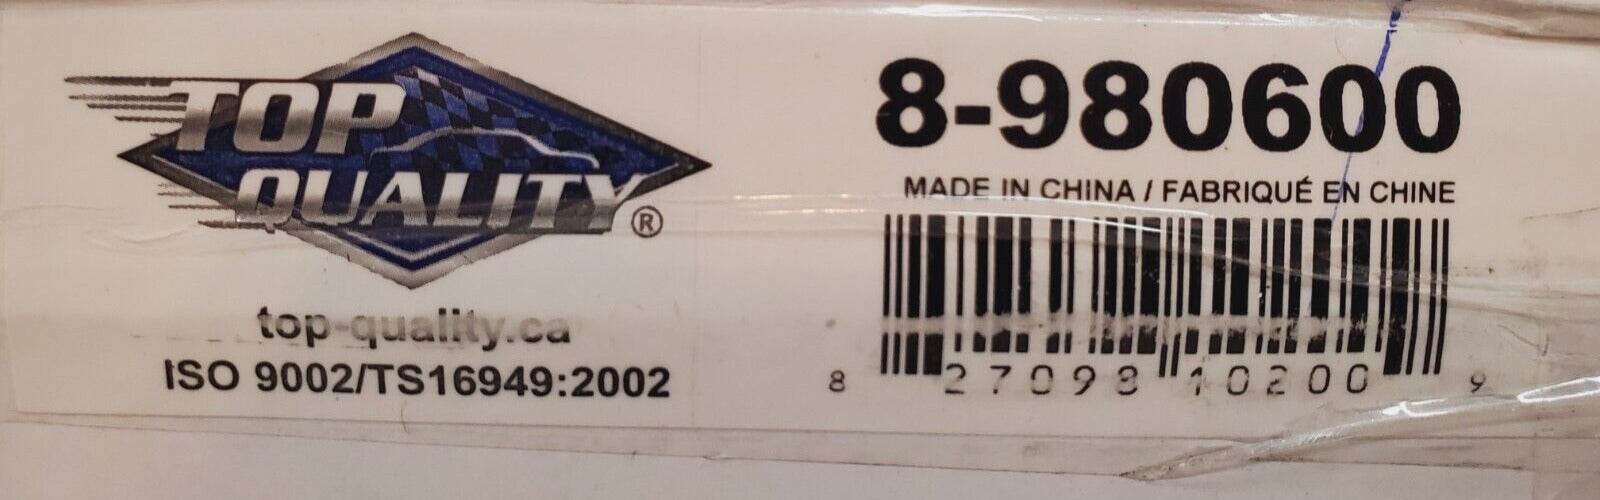 TOP
QUALITY®
top-quality.ca
ISO 9002/TS16949:2002
8-980600
MADE IN CHINA / FABRIQUÉ EN CHINE
8 27098 10200 9